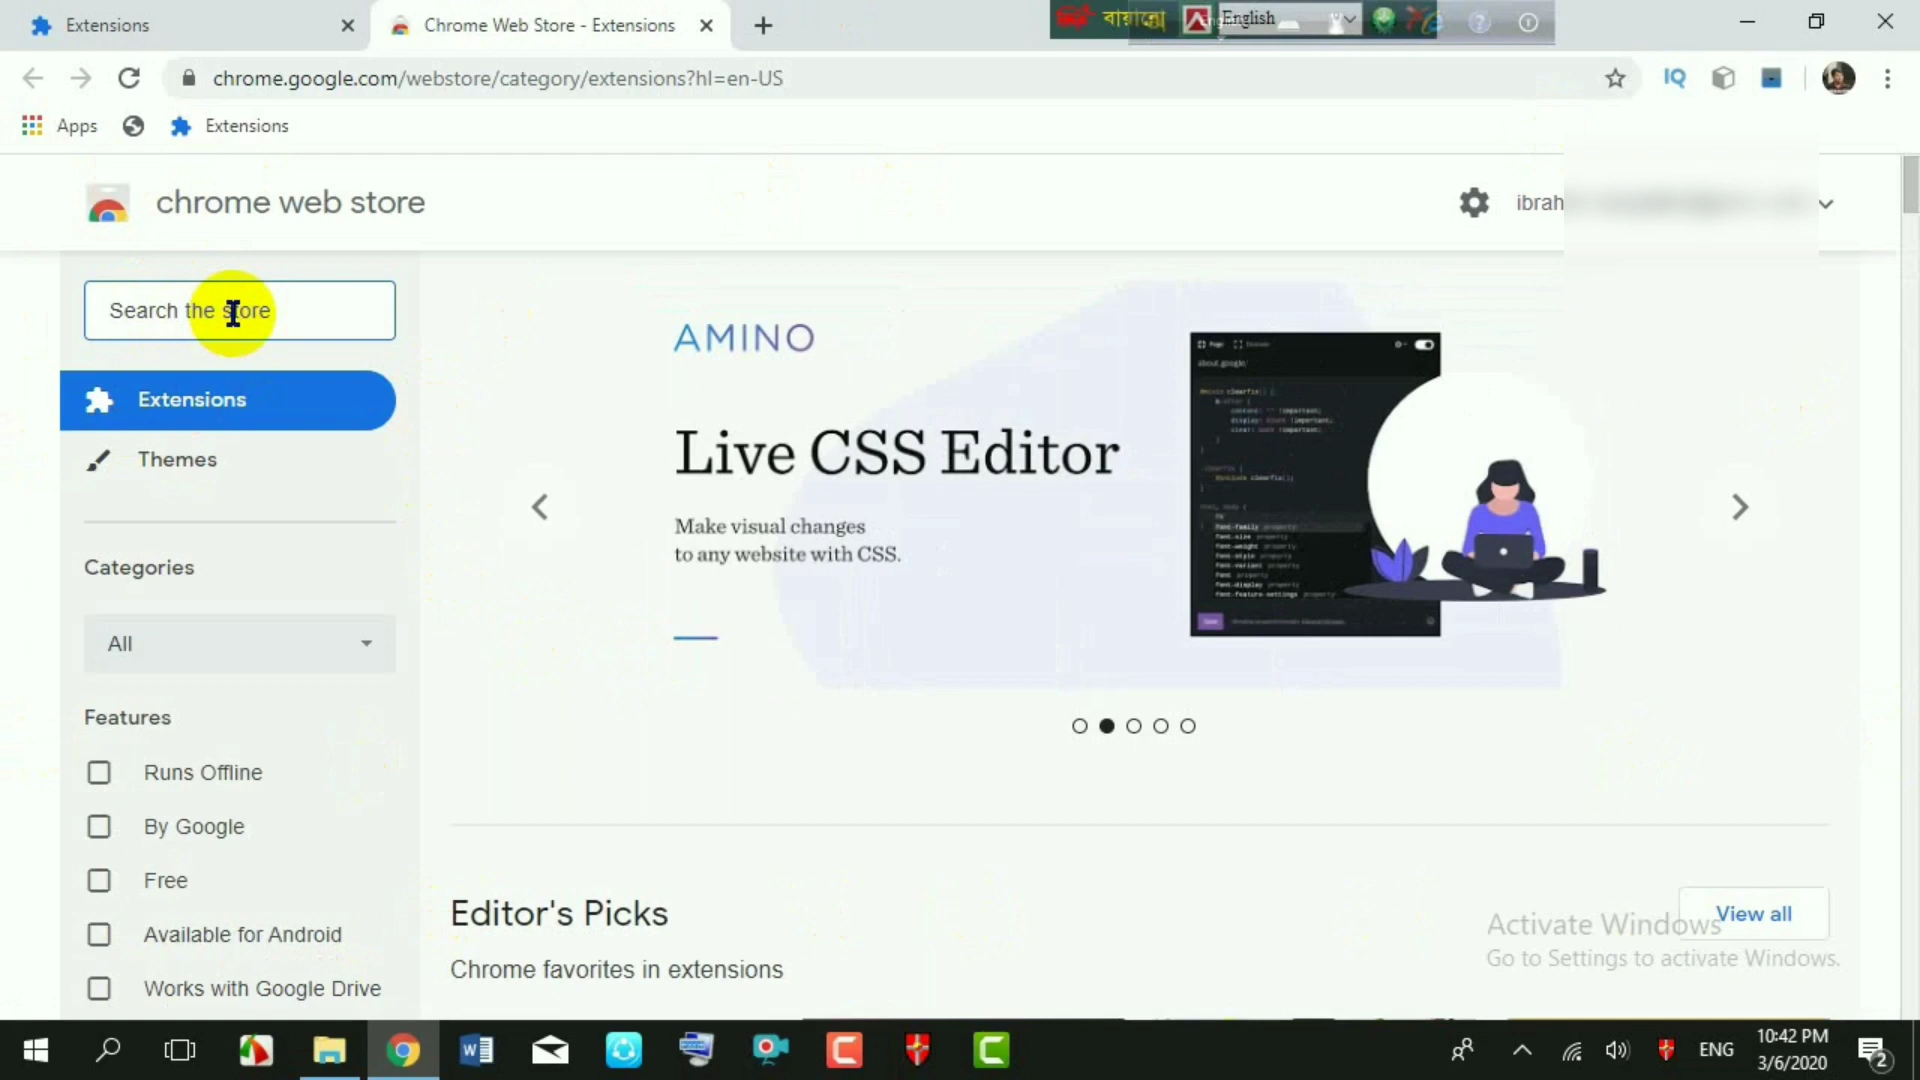 Extensions
Chrome Web Store - Extensions
বায়ান্নো
English
chrome.google.com/webstore/category/extensions?hl=en-US
IQ
Apps
Extensions
chrome web store
ibrah
Search the store
Extensions
Themes
Categories
All
Features
Runs Offline
By Google
Free
Available for Android
Works with Google Drive
AMINO
Live CSS Editor
Make visual changes
to any website with CSS.
Editor's Picks
Chrome favorites in extensions
View all
Activate Windows
Go to Settings to activate Windows.
ENG
10:42 PM
3/6/2020
2